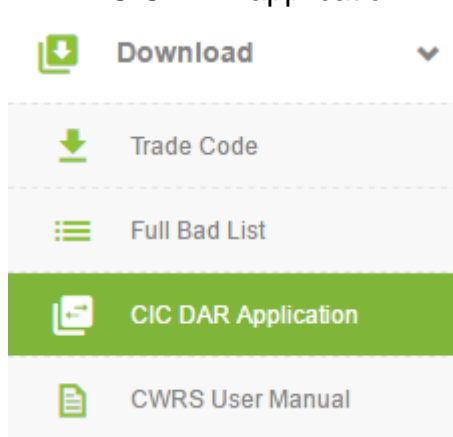 Download
Trade Code
Full Bad List
CIC DAR Application
CWRS User Manual